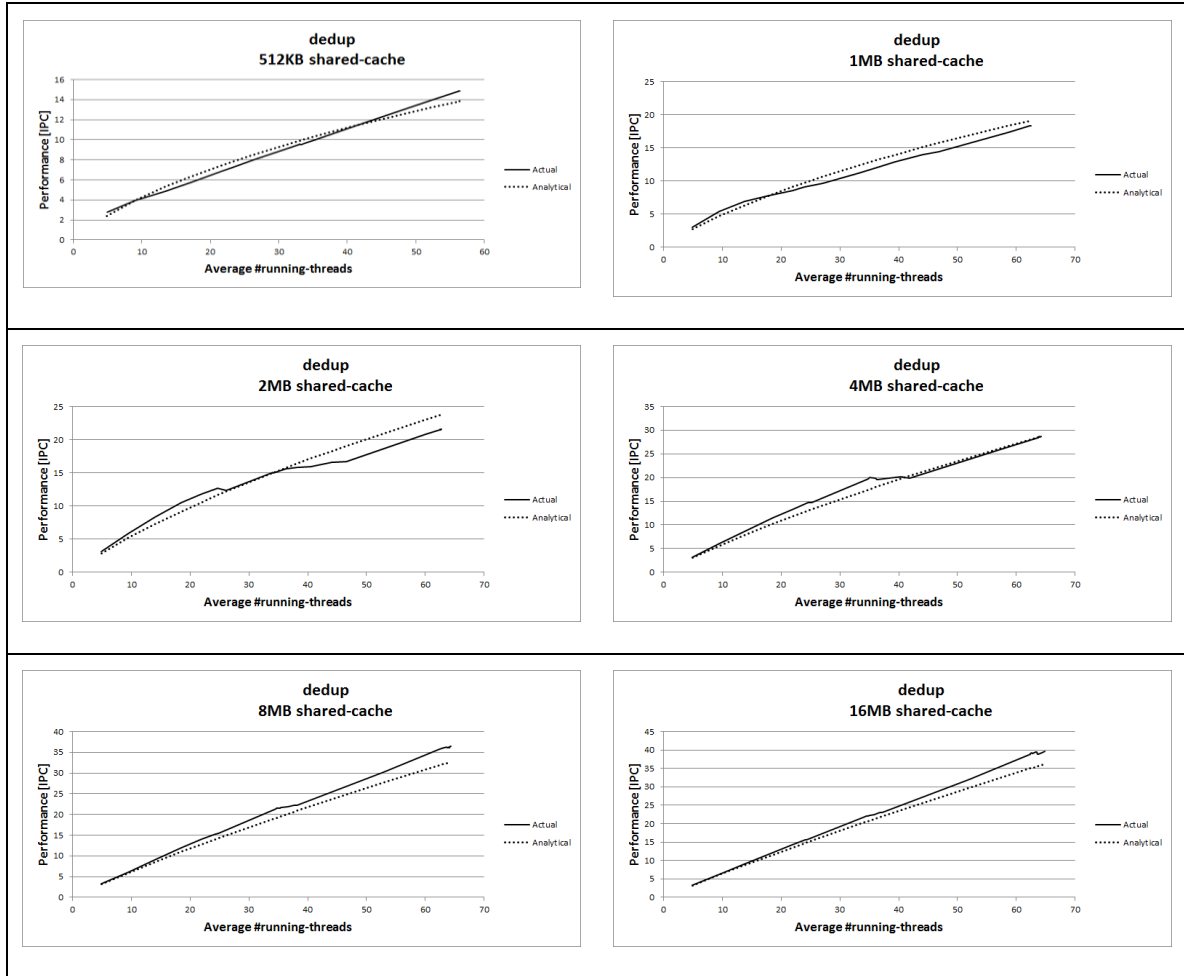 dedup
512KB shared-cache
Performance [IPC]
16
14
12
10
8
6
4
2
0
0 10 20 30 40 50 60
Average #running-threads
Actual
Analytical
dedup
1MB shared-cache
Performance [IPC]
25
20
15
10
5
0
0 10 20 30 40 50 60 70
Average #running-threads
Actual
Analytical
dedup
2MB shared-cache
Performance [IPC]
25
20
15
10
5
0
0 10 20 30 40 50 60 70
Average #running-threads
Actual
Analytical
dedup
4MB shared-cache
Performance [IPC]
35
30
25
20
15
10
5
0
0 10 20 30 40 50 60 70
Average #running-threads
Actual
Analytical
dedup
8MB shared-cache
Performance [IPC]
40
35
30
25
20
15
10
5
0
0 10 20 30 40 50 60 70
Average #running-threads
Actual
Analytical
dedup
16MB shared-cache
Performance [IPC]
45
40
35
30
25
20
15
10
5
0
0 10 20 30 40 50 60 70
Average #running-threads
Actual
Analytical